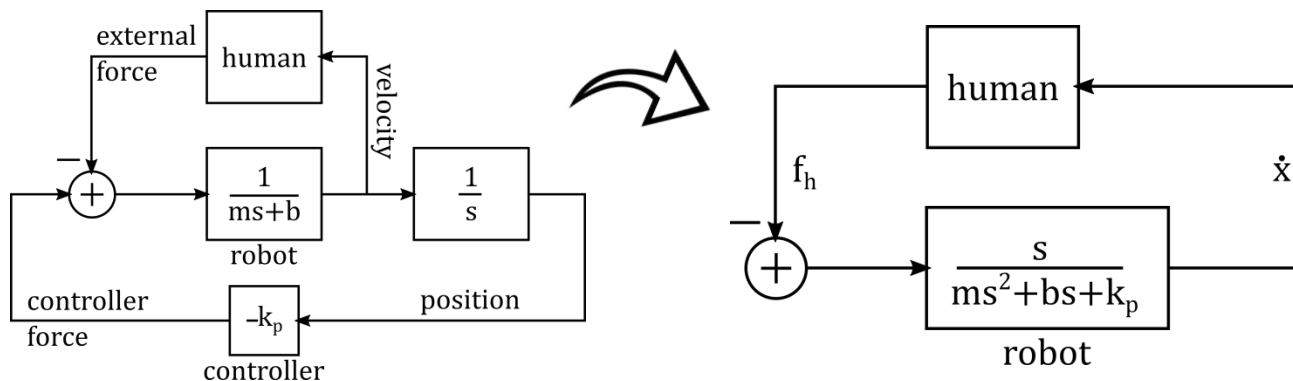 external
force
human
velocity
−
+
1
ms+b
robot
1
s
controller
force
−kₚ
position
controller
human
fₕ
ẋ
−
+
s
ms²+bs+kₚ
robot